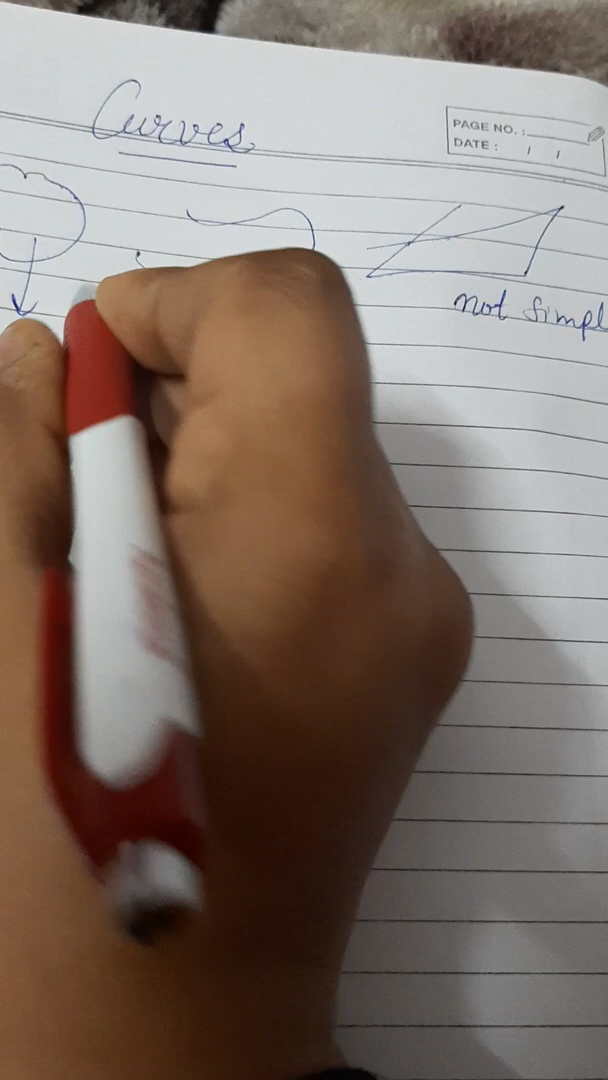 Curves
PAGE NO. :
DATE : / /
not simpl